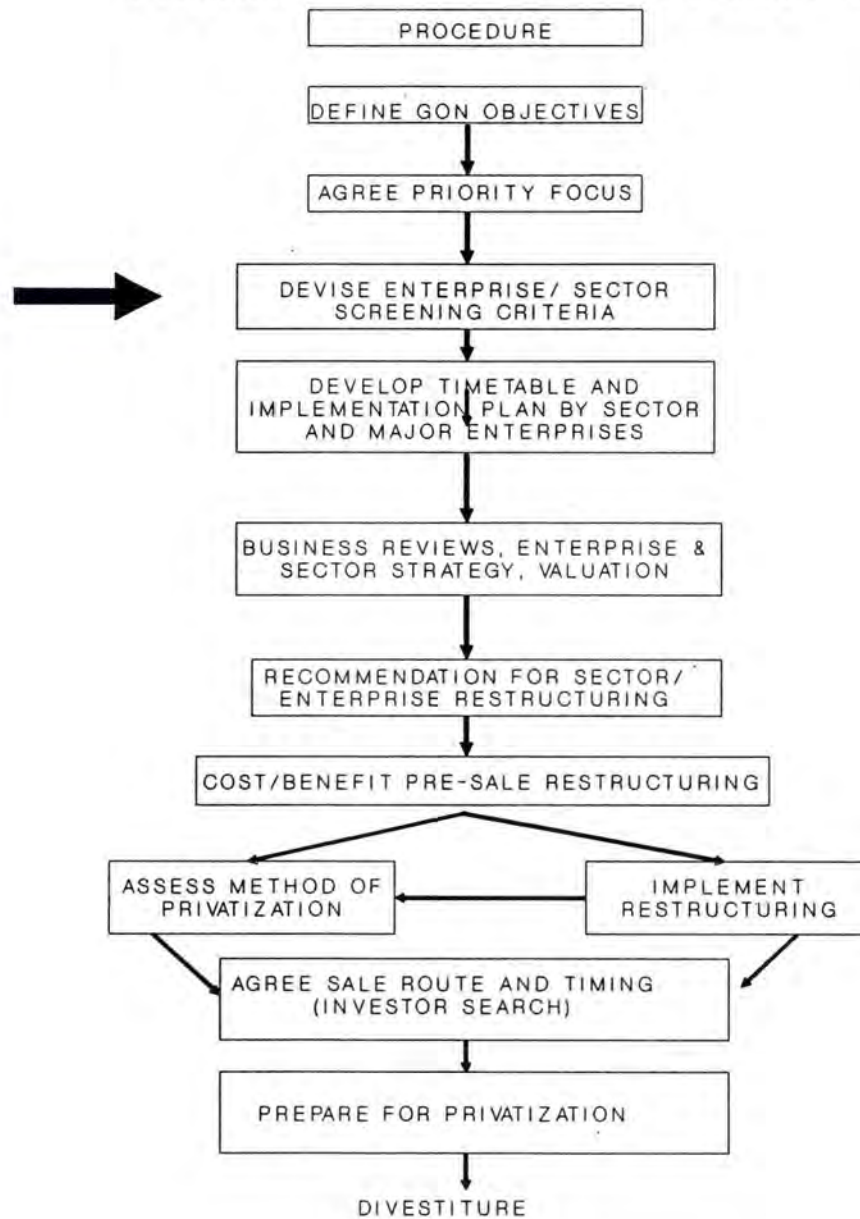 PROCEDURE
DEFINE GON OBJECTIVES
AGREE PRIORITY FOCUS
DEVISE ENTERPRISE/ SECTOR
SCREENING CRITERIA
DEVELOP TIMETABLE AND
IMPLEMENTATION PLAN BY SECTOR
AND MAJOR ENTERPRISES
BUSINESS REVIEWS, ENTERPRISE &
SECTOR STRATEGY, VALUATION
RECOMMENDATION FOR SECTOR/
ENTERPRISE RESTRUCTURING
COST/BENEFIT PRE-SALE RESTRUCTURING
ASSESS METHOD OF
PRIVATIZATION
IMPLEMENT
RESTRUCTURING
AGREE SALE ROUTE AND TIMING
(INVESTOR SEARCH)
PREPARE FOR PRIVATIZATION
DIVESTITURE